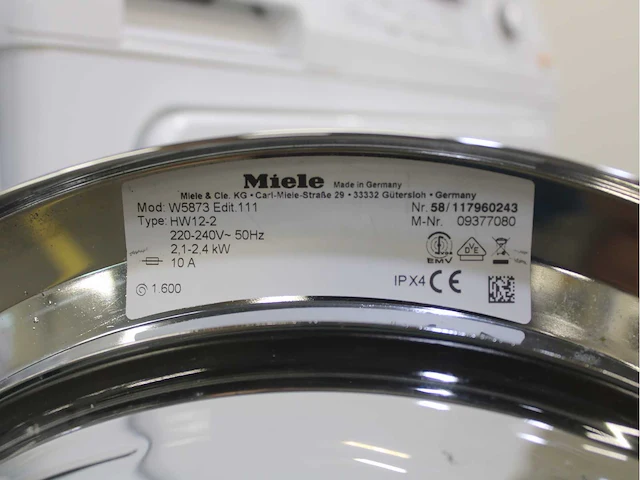 Miele Made in Germany
Miele & Cie. KG • Carl-Miele-Straße 29 • 33332 Gütersloh • Germany
Mod: W5873 Edit.111 Nr. 58/117960243
Type: HW12-2 M-Nr. 09377080
220-240V~ 50Hz
2,1-2,4 kW
10 A
EMV
1.600 IP X4 CE